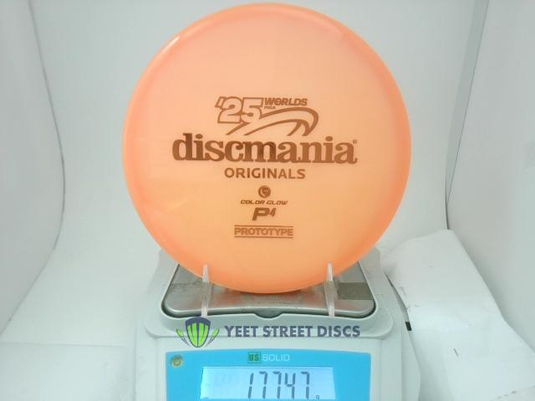 '25 WORLDS
PDGA
discmania®
ORIGINALS
C
COLOR GLOW
P4
PROTOTYPE
YEET STREET DISCS
US SOLID
177.47 g